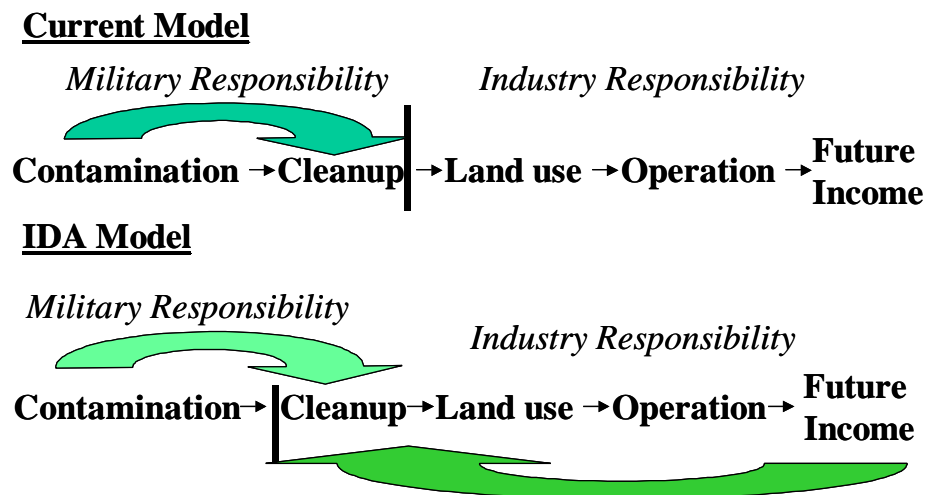 Current Model
Military Responsibility Industry Responsibility
Contamination → Cleanup → Land use → Operation → Future Income
IDA Model
Military Responsibility
Industry Responsibility
Contamination → Cleanup → Land use → Operation → Future Income